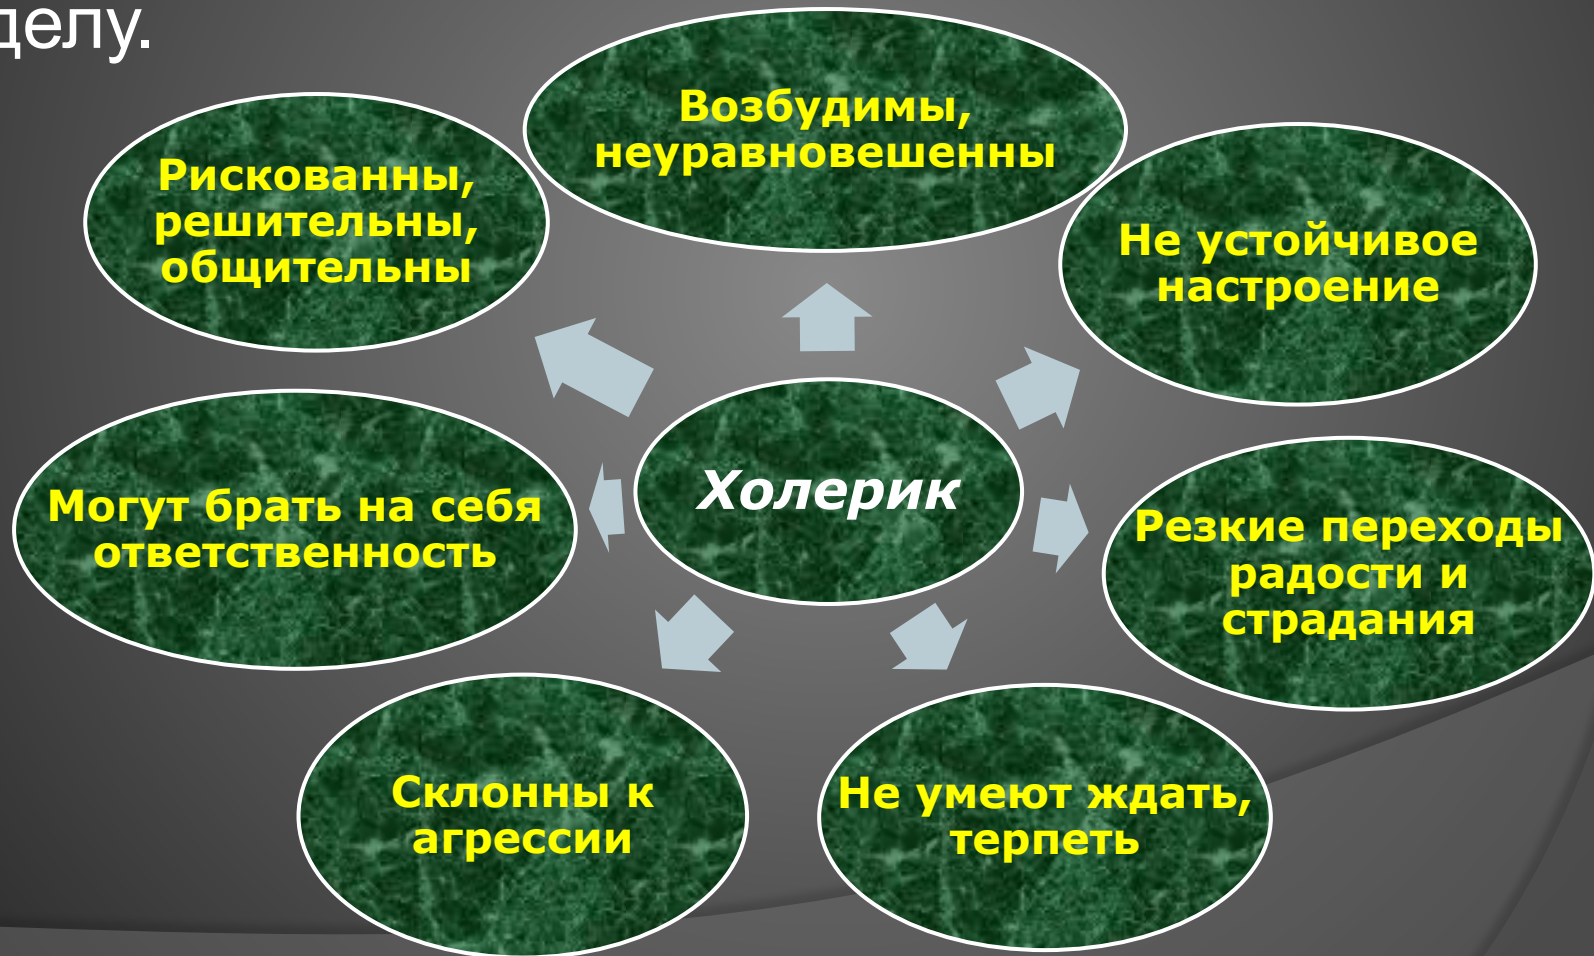 делу.
Возбудимы,
неуравновешенны
Рискованны,
решительны,
общительны
Не устойчивое
настроение
Холерик
Могут брать на себя
ответственность
Резкие переходы
радости и
страдания
Склонны к
агрессии
Не умеют ждать,
терпеть